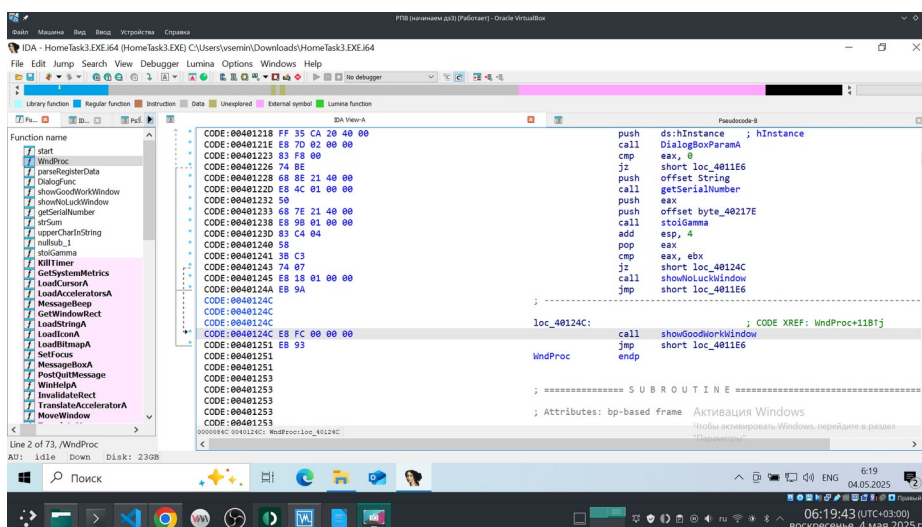 РПВ (начинаем дз3) [Работает] - Oracle VirtualBox
Файл Машина Вид Ввод Устройства Справка
IDA - HomeTask3.EXE.i64 (HomeTask3.EXE) C:\Users\vsemin\Downloads\HomeTask3.EXE.i64
File Edit Jump Search View Debugger Lumina Options Windows Help
No debugger
Library function Regular function Instruction Data Unexplored External symbol Lumina function
IDA View-A
Pseudocode-B
Function name
start
WndProc
parseRegisterData
DialogFunc
showGoodWorkWindow
showNoLuckWindow
getSerialNumber
strSum
upperCharInString
nullsub_1
stoiGamma
KillTimer
GetSystemMetrics
LoadCursorA
LoadAcceleratorsA
MessageBeep
GetWindowRect
LoadStringA
LoadIconA
LoadBitmapA
SetFocus
MessageBoxA
PostQuitMessage
WinHelpA
InvalidateRect
TranslateAcceleratorA
MoveWindow
Line 2 of 73, /WndProc
CODE:00401218 FF 35 CA 20 40 00 push ds:hInstance ; hInstance
CODE:0040121E E8 7D 02 00 00 call DialogBoxParamA
CODE:00401223 83 F8 00 cmp eax, 0
CODE:00401226 74 BE jz short loc_4011E6
CODE:00401228 68 8E 21 40 00 push offset String
CODE:0040122D E8 4C 01 00 00 call getSerialNumber
CODE:00401232 50 push eax
CODE:00401233 68 7E 21 40 00 push offset byte_40217E
CODE:00401238 E8 9B 01 00 00 call stoiGamma
CODE:0040123D 83 C4 04 add esp, 4
CODE:00401240 58 pop eax
CODE:00401241 3B C3 cmp eax, ebx
CODE:00401243 74 07 jz short loc_40124C
CODE:00401245 E8 18 01 00 00 call showNoLuckWindow
CODE:0040124A EB 9A jmp short loc_4011E6
CODE:0040124C ; ---------------------------------------------------------------------------
CODE:0040124C
CODE:0040124C loc_40124C: ; CODE XREF: WndProc+11B↑j
CODE:0040124C E8 FC 00 00 00 call showGoodWorkWindow
CODE:00401251 EB 93 jmp short loc_4011E6
CODE:00401251 WndProc endp
CODE:00401251
CODE:00401253
CODE:00401253 ; =============== S U B R O U T I N E =======================================
CODE:00401253
CODE:00401253 ; Attributes: bp-based frame
CODE:00401253
0000084C 0040124C: WndProc:loc_40124C
Активация Windows
Чтобы активировать Windows, перейдите в раздел
"Параметры".
AU: idle Down Disk: 23GB
Поиск
ENG
6:19
04.05.2025
06:19:43 (UTC+03:00)
воскресенье, 4 мая 2025